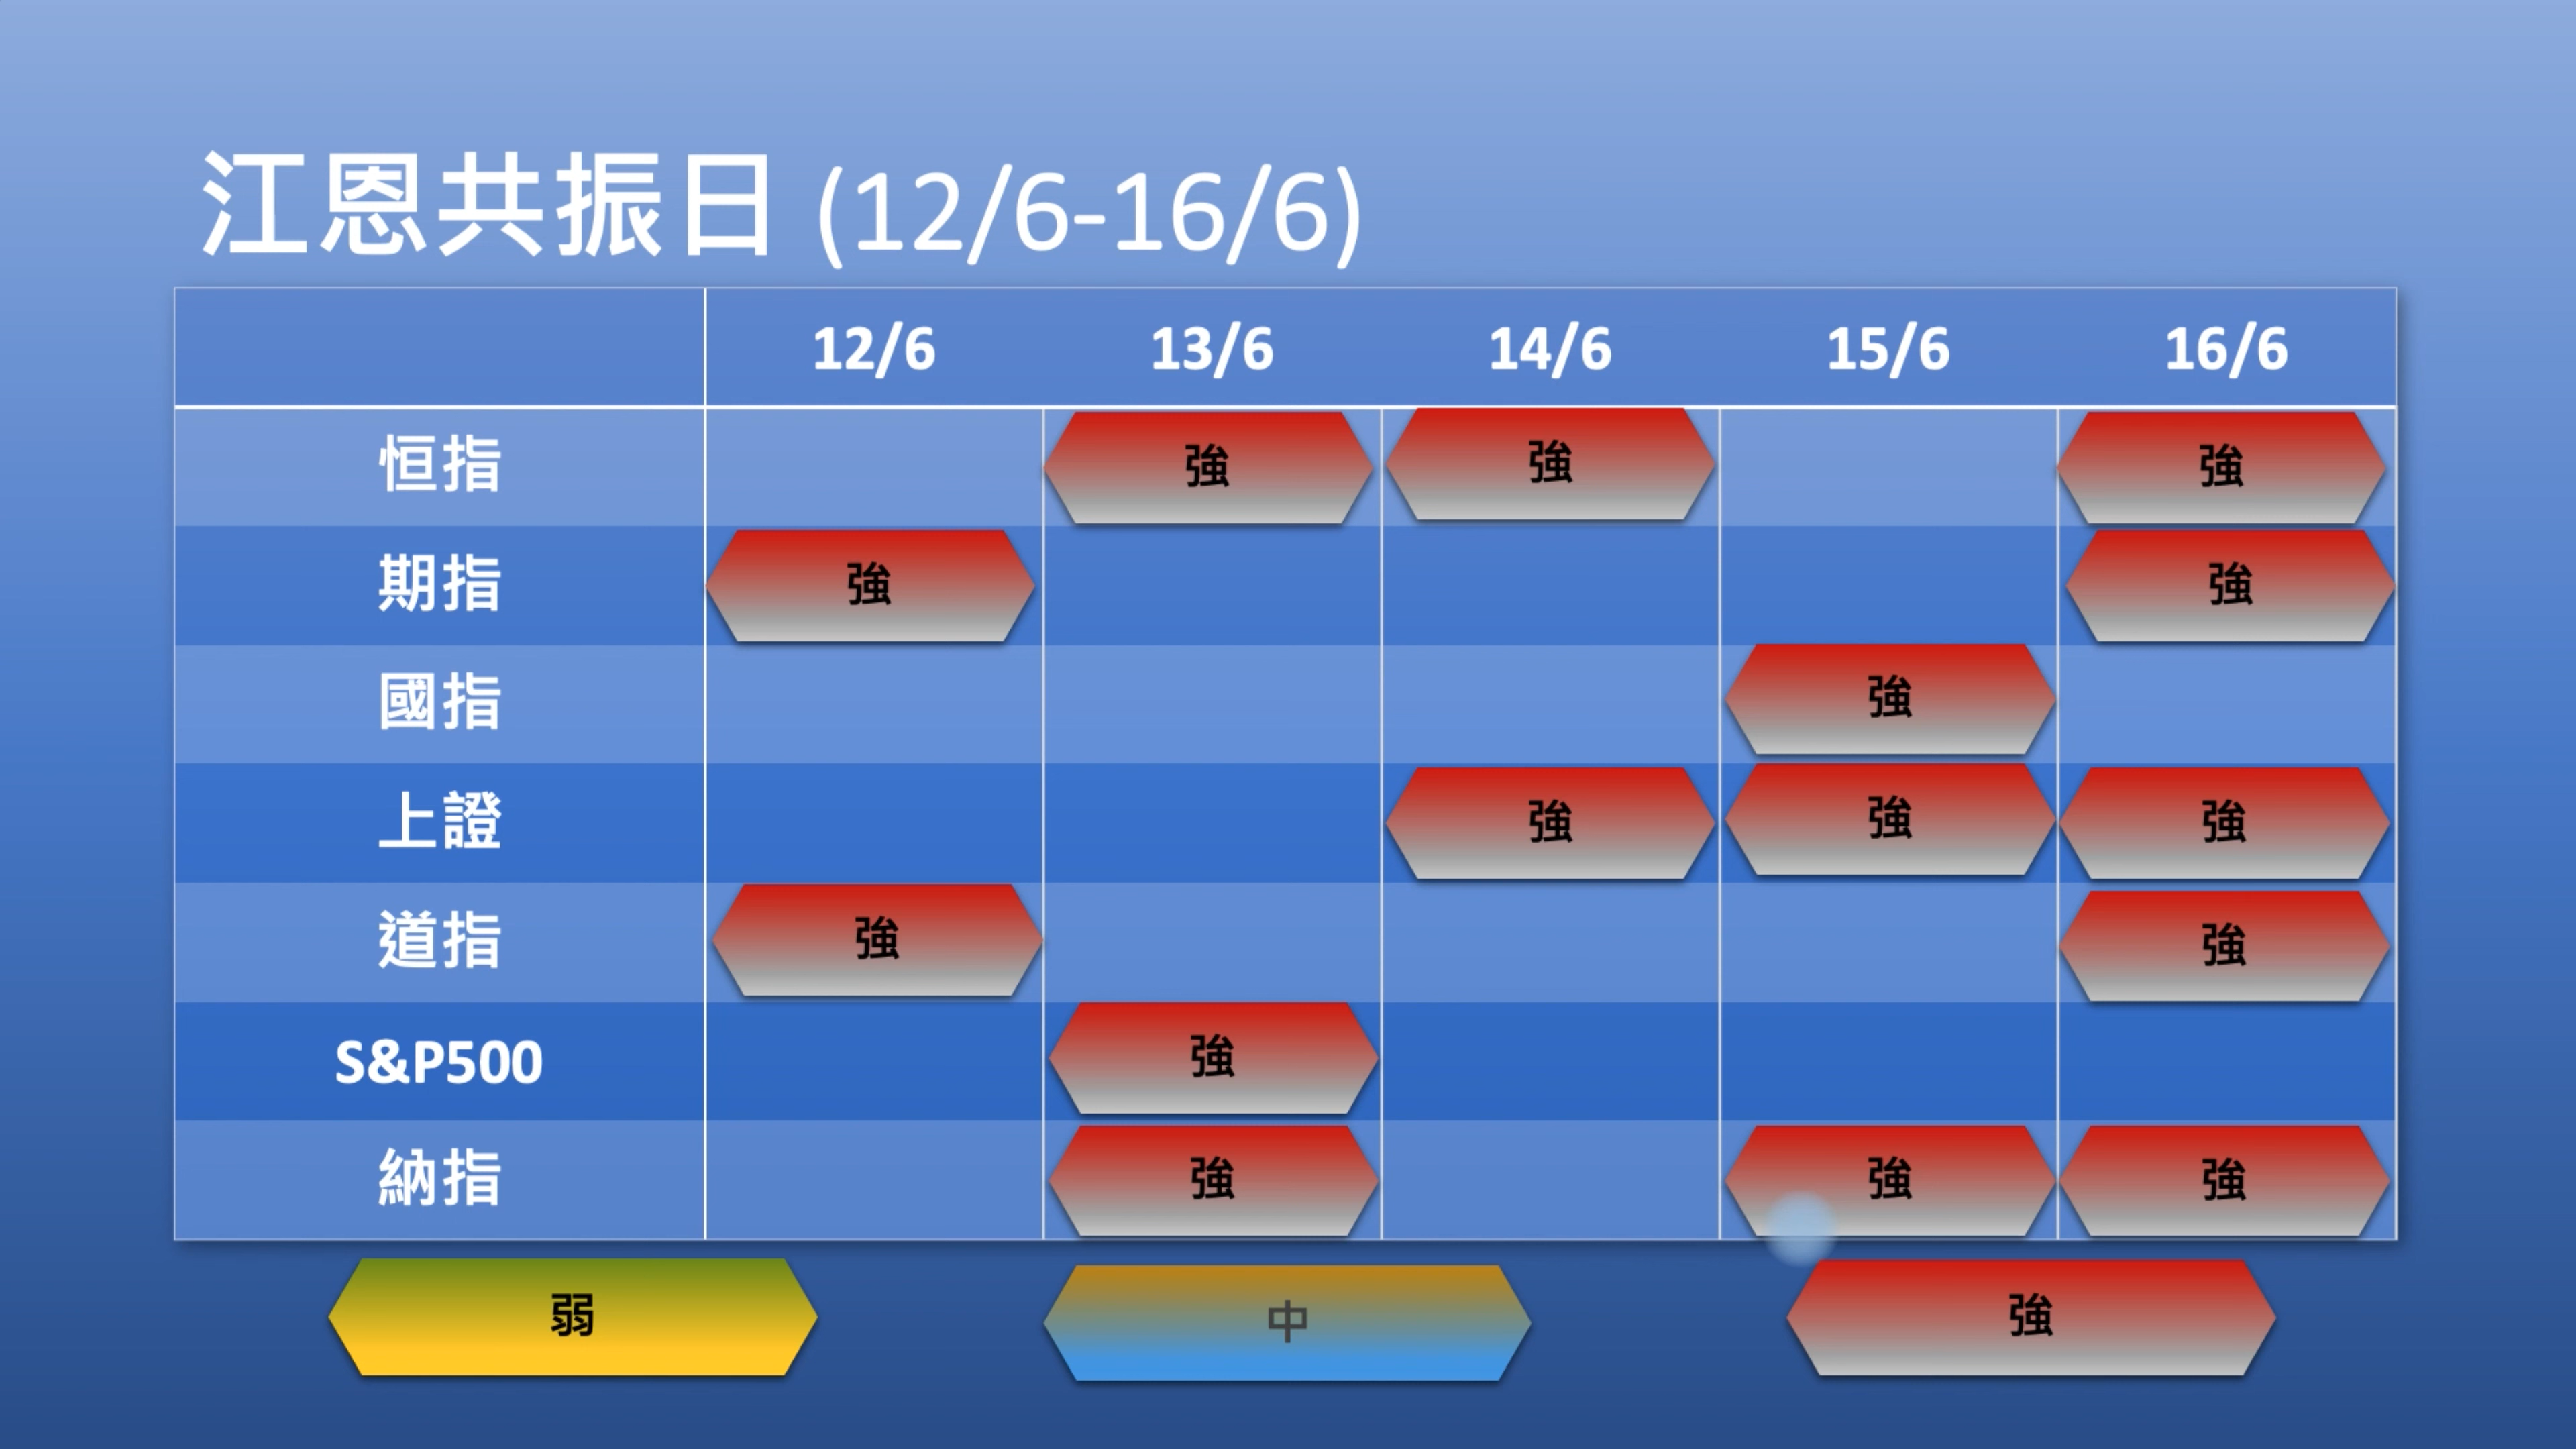 江恩共振日 (12/6-16/6)
12/6 13/6 14/6 15/6 16/6
恒指 強 強 強
期指 強 強
國指 強
上證 強 強 強
道指 強 強
S&P500 強
納指 強 強 強
弱 中 強